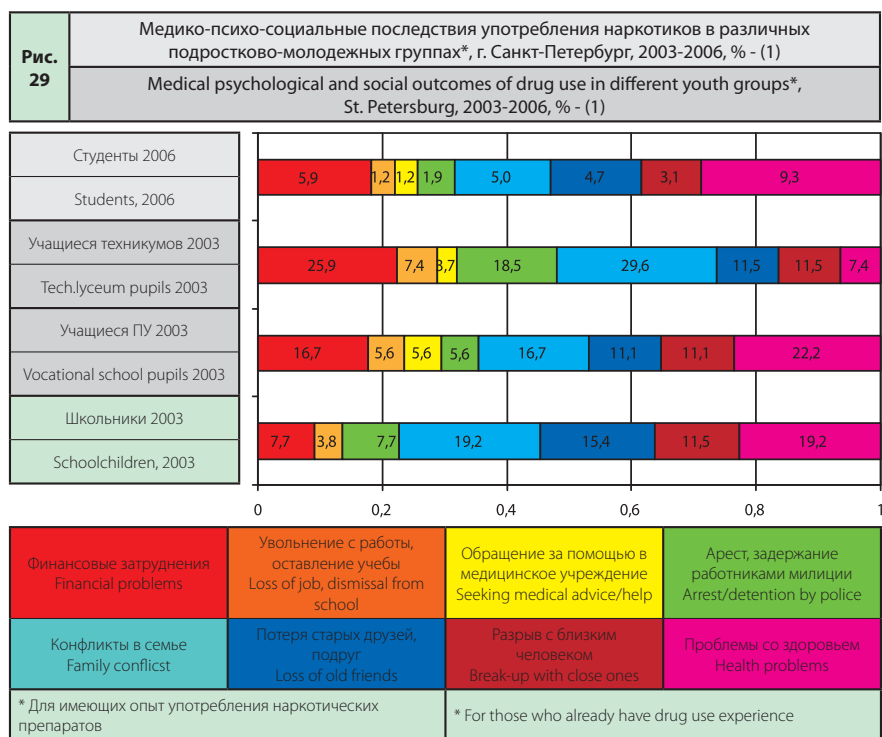 Рис.
29
Медико-психо-социальные последствия употребления наркотиков в различных
подростково-молодежных группах*, г. Санкт-Петербург, 2003-2006, % - (1)
Medical psychological and social outcomes of drug use in different youth groups*,
St. Petersburg, 2003-2006, % - (1)
Студенты 2006
Students, 2006
5,9 1,2 1,2 1,9 5,0 4,7 3,1 9,3
Учащиеся техникумов 2003
Tech.lyceum pupils 2003
25,9 7,4 3,7 18,5 29,6 11,5 11,5 7,4
Учащиеся ПУ 2003
Vocational school pupils 2003
16,7 5,6 5,6 5,6 16,7 11,1 11,1 22,2
Школьники 2003
Schoolchildren, 2003
7,7 3,8 7,7 19,2 15,4 11,5 19,2
0 0,2 0,4 0,6 0,8 1
Финансовые затруднения
Financial problems
Увольнение с работы,
оставление учебы
Loss of job, dismissal from
school
Обращение за помощью в
медицинское учреждение
Seeking medical advice/help
Арест, задержание
работниками милиции
Arrest/detention by police
Конфликты в семье
Family conflicst
Потеря старых друзей,
подруг
Loss of old friends
Разрыв с близким
человеком
Break-up with close ones
Проблемы со здоровьем
Health problems
* Для имеющих опыт употребления наркотических
препаратов
* For those who already have drug use experience